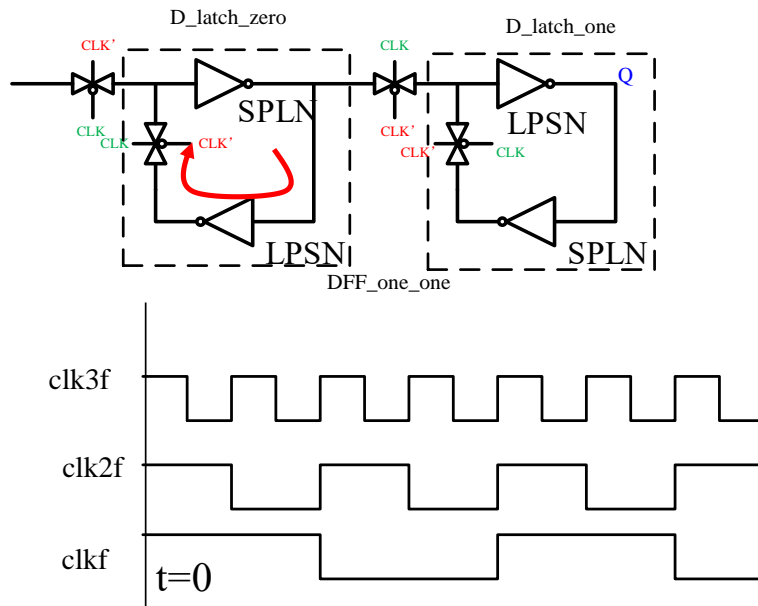 D_latch_zero
D_latch_one
CLK’
CLK
Q
SPLN
LPSN
CLK
CLK
CLK’
CLK’
CLK’
CLK
LPSN
SPLN
DFF_one_one
clk3f
clk2f
clkf
t=0